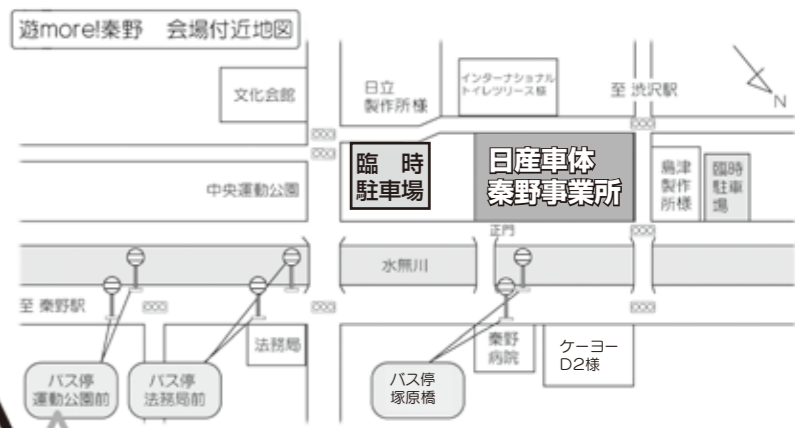 遊more!秦野　会場付近地図
文化会館
日立
製作所様
インターナショナル
トイレツリース様
至 渋沢駅
N
臨　時
駐車場
日産車体
秦野事業所
島津
製作
所様
臨時
駐車
場
中央運動公園
正門
水無川
至 秦野駅
法務局
秦野
病院
ケーヨー
D2様
バス停
運動公園前
バス停
法務局前
バス停
塚原橋